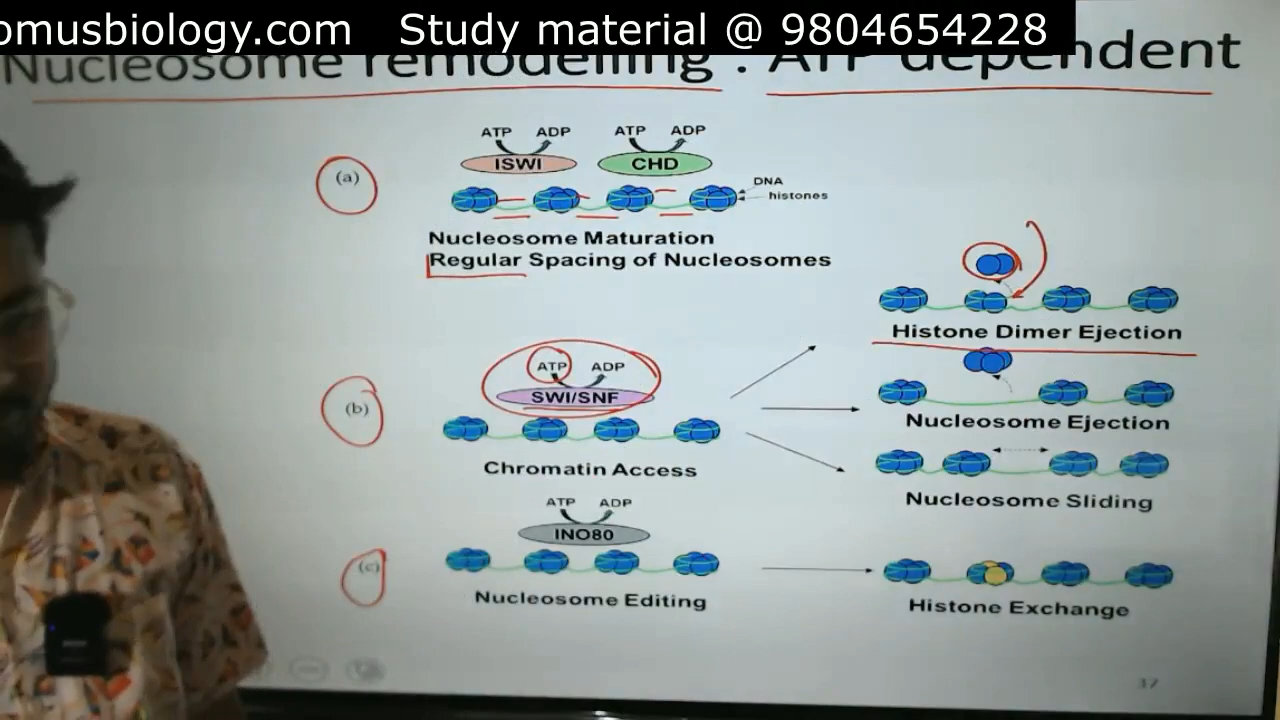 omusbiology.com Study material @ 9804654228
Nucleosome remodelling : ATP dependent
ATP ADP ATP ADP
ISWI CHD
(a)
DNA
histones
Nucleosome Maturation
Regular Spacing of Nucleosomes
Histone Dimer Ejection
ATP ADP
SWI/SNF
(b)
Nucleosome Ejection
Chromatin Access
Nucleosome Sliding
ATP ADP
INO80
(c)
Nucleosome Editing
Histone Exchange
37